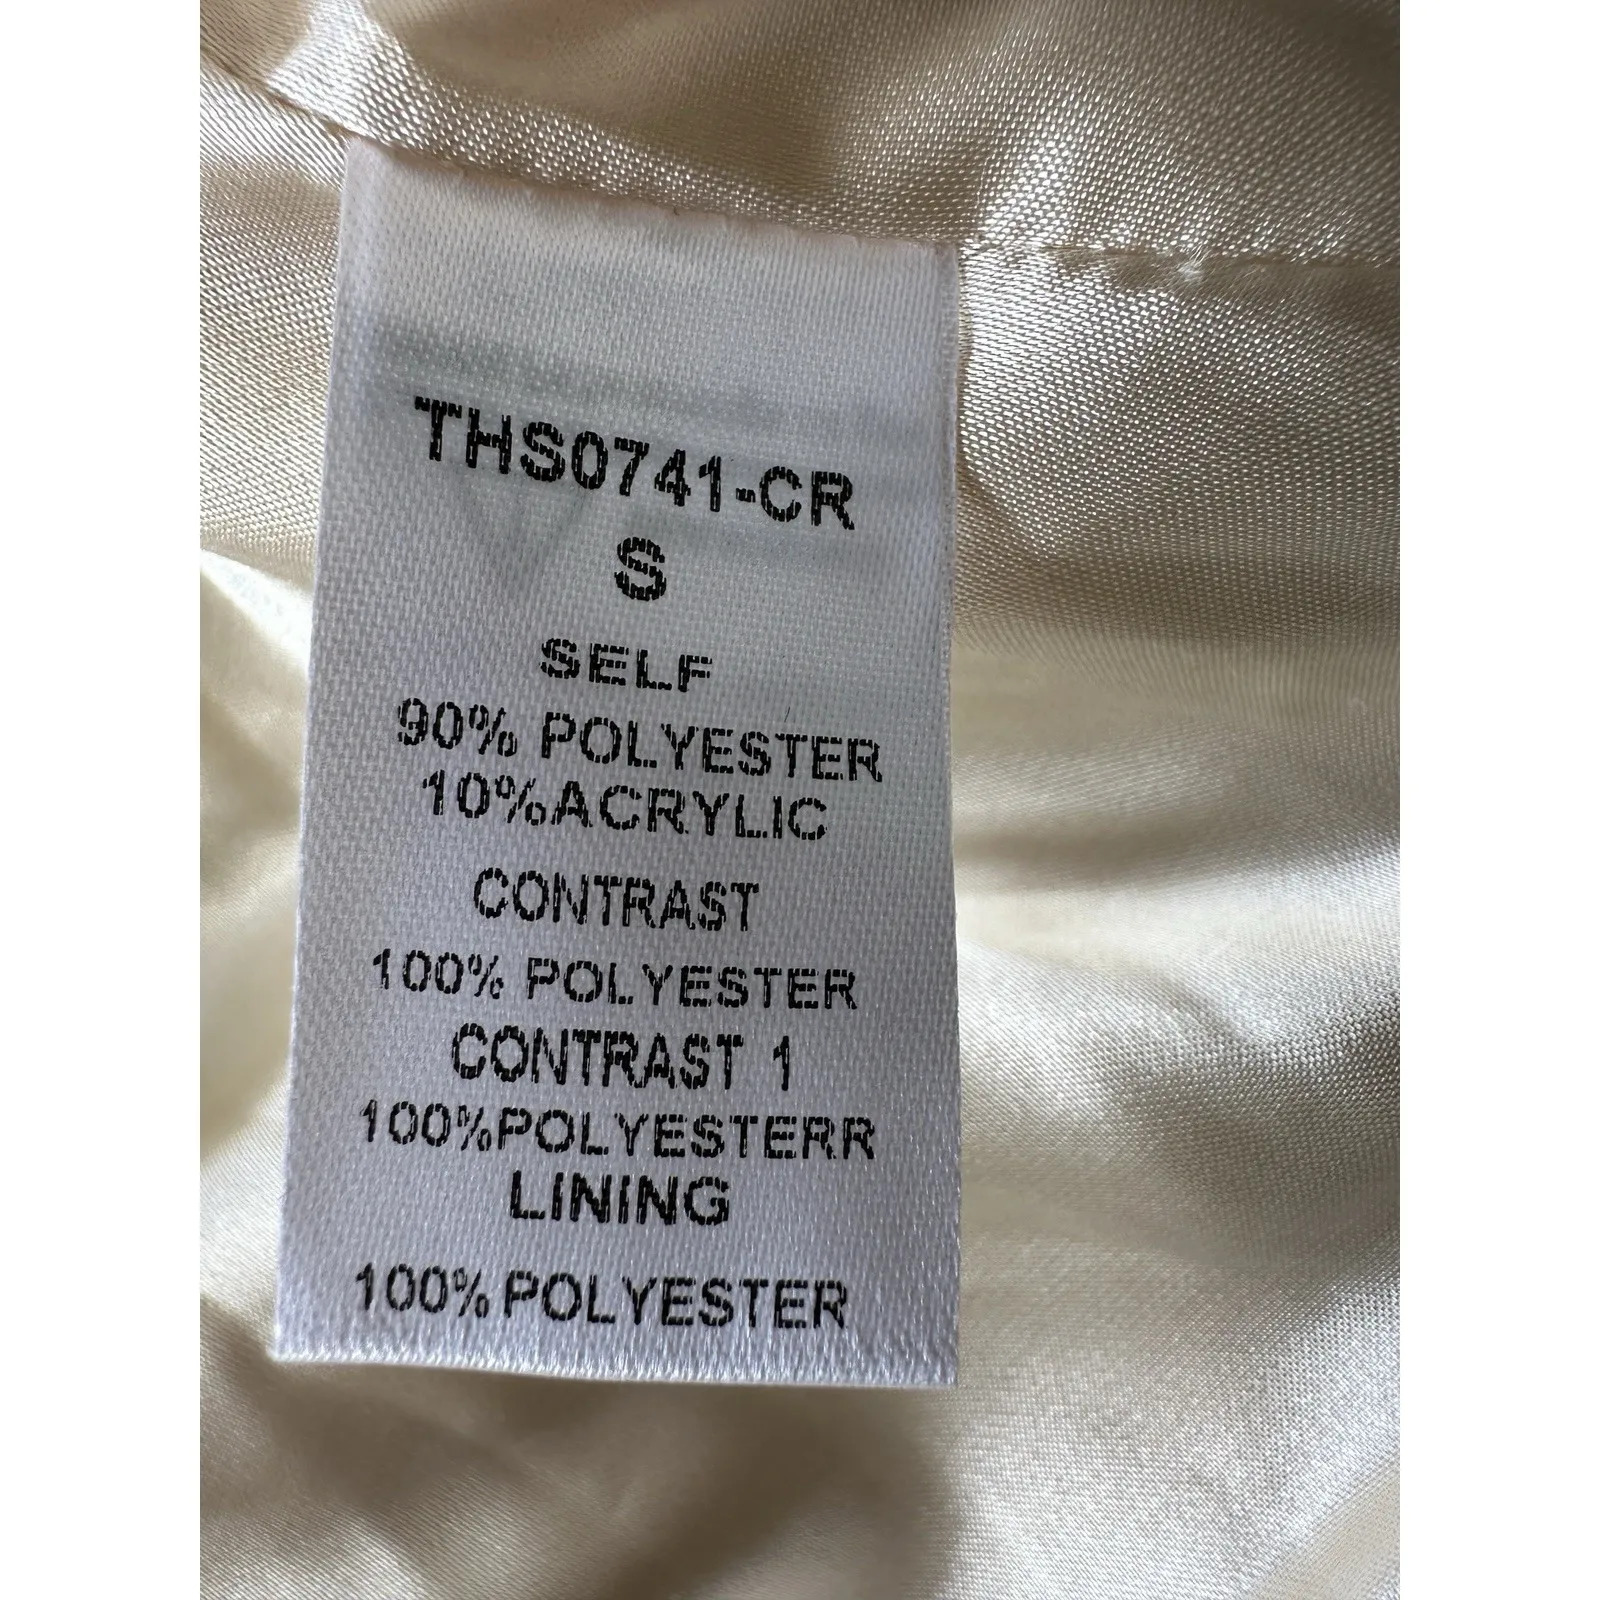 THS0741-CR
S
SELF
90% POLYESTER
10%ACRYLIC
CONTRAST
100% POLYESTER
CONTRAST 1
100%POLYESTERR
LINING
100%POLYESTER